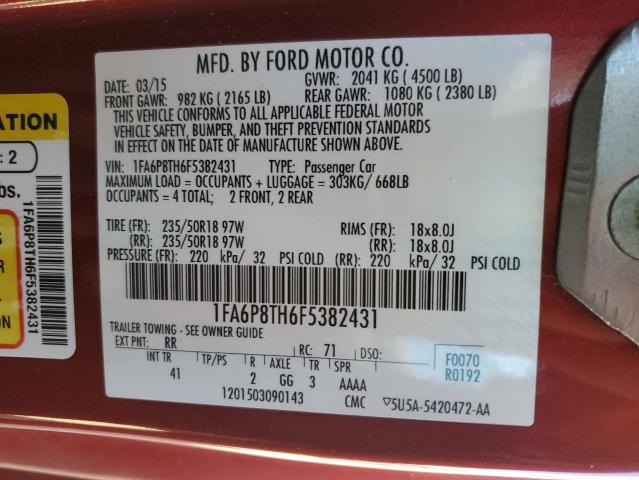 MFD. BY FORD MOTOR CO.
DATE: 03/15 GVWR: 2041 KG ( 4500 LB)
FRONT GAWR: 982 KG ( 2165 LB) REAR GAWR: 1080 KG ( 2380 LB)
THIS VEHICLE CONFORMS TO ALL APPLICABLE FEDERAL MOTOR
VEHICLE SAFETY, BUMPER, AND THEFT PREVENTION STANDARDS
IN EFFECT ON THE DATE OF MANUFACTURE SHOWN ABOVE.
VIN: 1FA6P8TH6F5382431 TYPE: Passenger Car
MAXIMUM LOAD = OCCUPANTS + LUGGAGE = 303KG/ 668LB
OCCUPANTS = 4 TOTAL; 2 FRONT, 2 REAR
TIRE (FR): 235/50R18 97W RIMS (FR): 18x8.0J
(RR): 235/50R18 97W (RR): 18x8.0J
PRESSURE (FR): 220 kPa/ 32 PSI COLD (RR): 220 kPa/ 32 PSI COLD
1FA6P8TH6F5382431
TRAILER TOWING - SEE OWNER GUIDE
EXT PNT: RR RC: 71 DSO: F0070
R0192
INT TR TP/PS R AXLE TR
41 2 GG 3 AAAA
1201503090143 CMC ▽5U5A-5420472-AA
ATION
: 2
bs.
S
R
S
ON
1FA6P8TH6F5382431